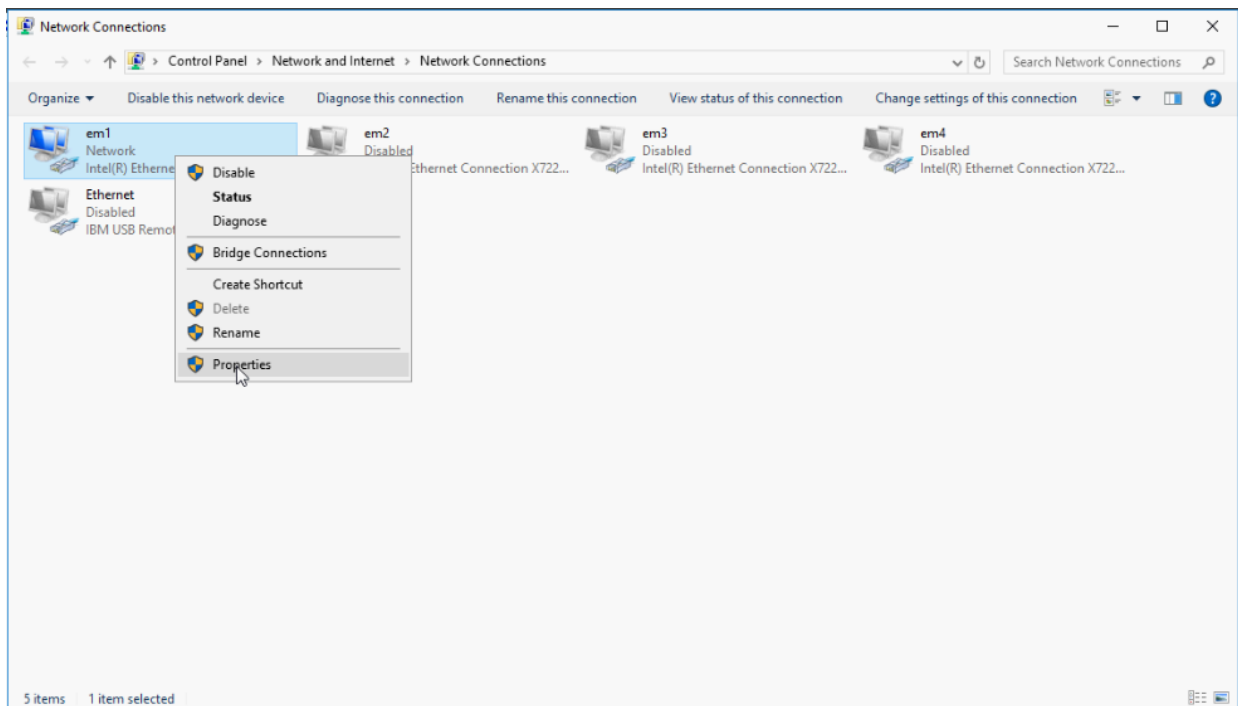 Network Connections
Control Panel > Network and Internet > Network Connections
Search Network Connections
Organize
Disable this network device
Diagnose this connection
Rename this connection
View status of this connection
Change settings of this connection
em1
Network
Intel(R) Etherne
em2
Disabled
Ethernet Connection X722...
em3
Disabled
Intel(R) Ethernet Connection X722...
em4
Disabled
Intel(R) Ethernet Connection X722...
Ethernet
Disabled
IBM USB Remot
Disable
Status
Diagnose
Bridge Connections
Create Shortcut
Delete
Rename
Properties
5 items
1 item selected